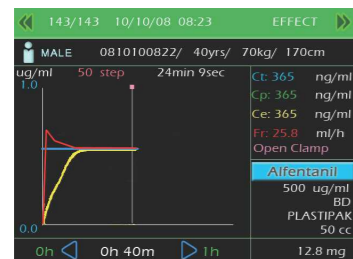 143/143 10/10/08 08:23 EFFECT
MALE 0810100822/ 40yrs/ 70kg/ 170cm
ug/ml 50 step 24min 9sec
1.0
0.0
0h 0h 40m 1h
Ct: 365 ng/ml
Cp: 365 ng/ml
Ce: 365 ng/ml
Fr: 25.8 ml/h
Open Clamp
Alfentanil
500 ug/ml
BD
PLASTIPAK
50 cc
12.8 mg